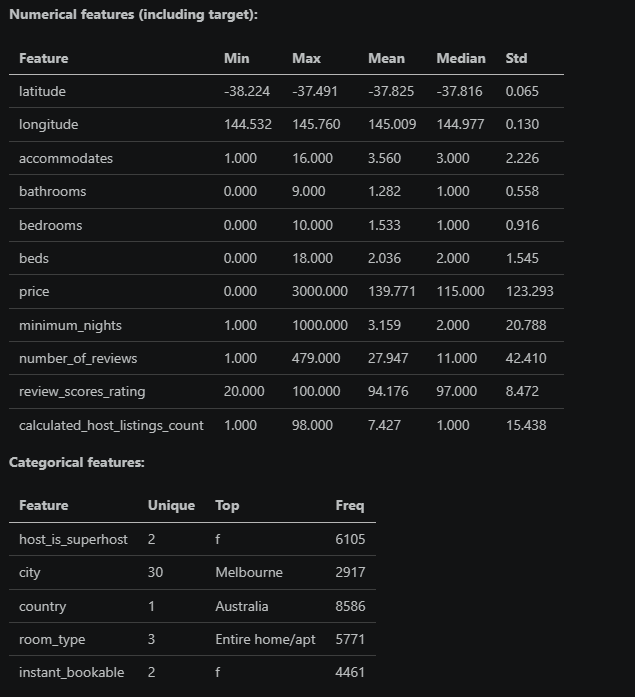 Numerical features (including target):
Feature Min Max Mean Median Std
latitude -38.224 -37.491 -37.825 -37.816 0.065
longitude 144.532 145.760 145.009 144.977 0.130
accommodates 1.000 16.000 3.560 3.000 2.226
bathrooms 0.000 9.000 1.282 1.000 0.558
bedrooms 0.000 10.000 1.533 1.000 0.916
beds 0.000 18.000 2.036 2.000 1.545
price 0.000 3000.000 139.771 115.000 123.293
minimum_nights 1.000 1000.000 3.159 2.000 20.788
number_of_reviews 1.000 479.000 27.947 11.000 42.410
review_scores_rating 20.000 100.000 94.176 97.000 8.472
calculated_host_listings_count 1.000 98.000 7.427 1.000 15.438
Categorical features:
Feature Unique Top Freq
host_is_superhost 2 f 6105
city 30 Melbourne 2917
country 1 Australia 8586
room_type 3 Entire home/apt 5771
instant_bookable 2 f 4461